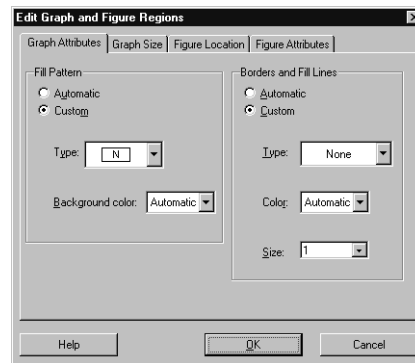 Edit Graph and Figure Regions
Graph Attributes Graph Size Figure Location Figure Attributes
Fill Pattern
Automatic
Custom
Type: N
Background color: Automatic
Borders and Fill Lines
Automatic
Custom
Type: None
Color: Automatic
Size: 1
Help OK Cancel